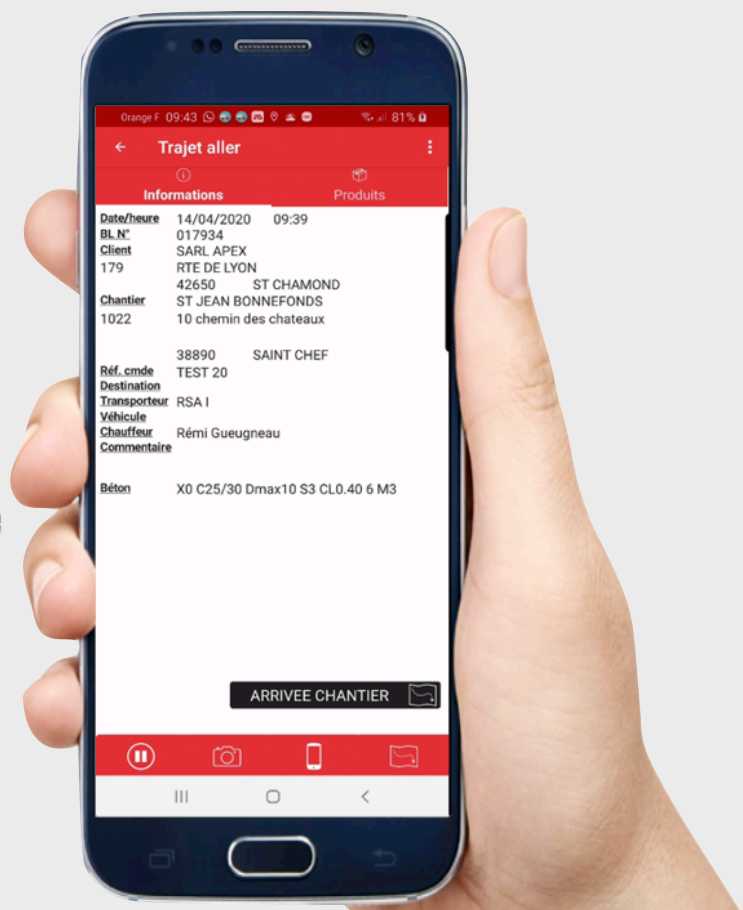 Orange F 09:43 81%
Trajet aller
Informations Produits
Date/heure 14/04/2020 09:39
BL N° 017934
Client SARL APEX
179 RTE DE LYON
42650 ST CHAMOND
Chantier ST JEAN BONNEFONDS
1022 10 chemin des chateaux
38890 SAINT CHEF
Réf. cmde TEST 20
Destination
Transporteur RSA I
Véhicule
Chauffeur Rémi Gueugneau
Commentaire
Béton X0 C25/30 Dmax10 S3 CL0.40 6 M3
ARRIVEE CHANTIER